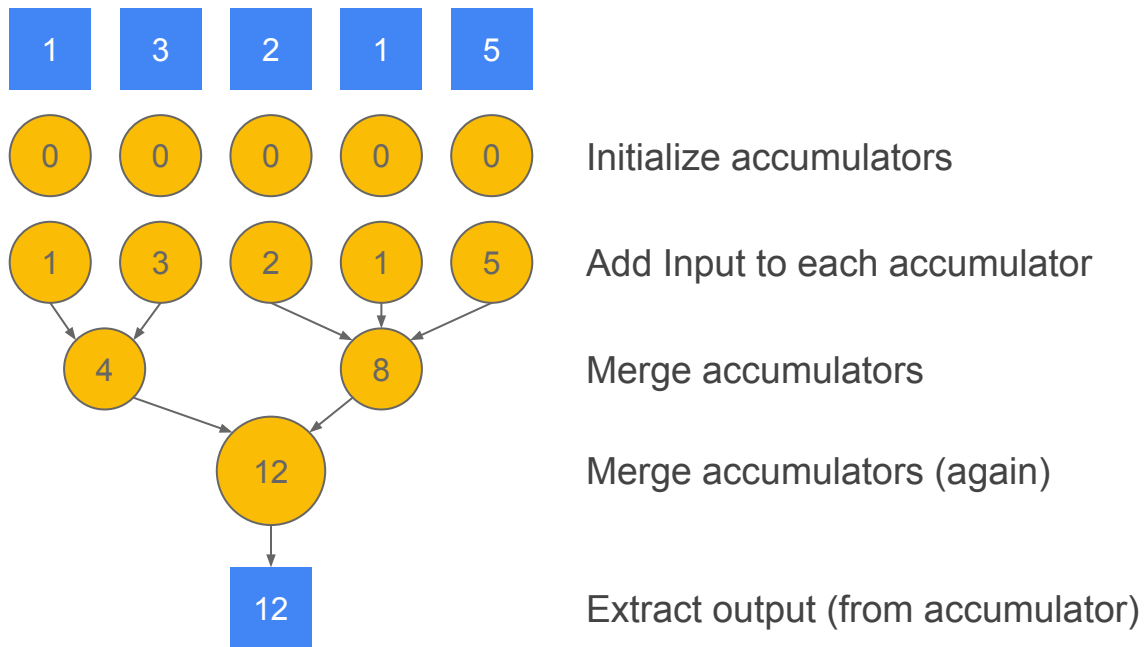 1 3 2 1 5
0 0 0 0 0 Initialize accumulators
1 3 2 1 5 Add Input to each accumulator
4 8 Merge accumulators
12 Merge accumulators (again)
12 Extract output (from accumulator)